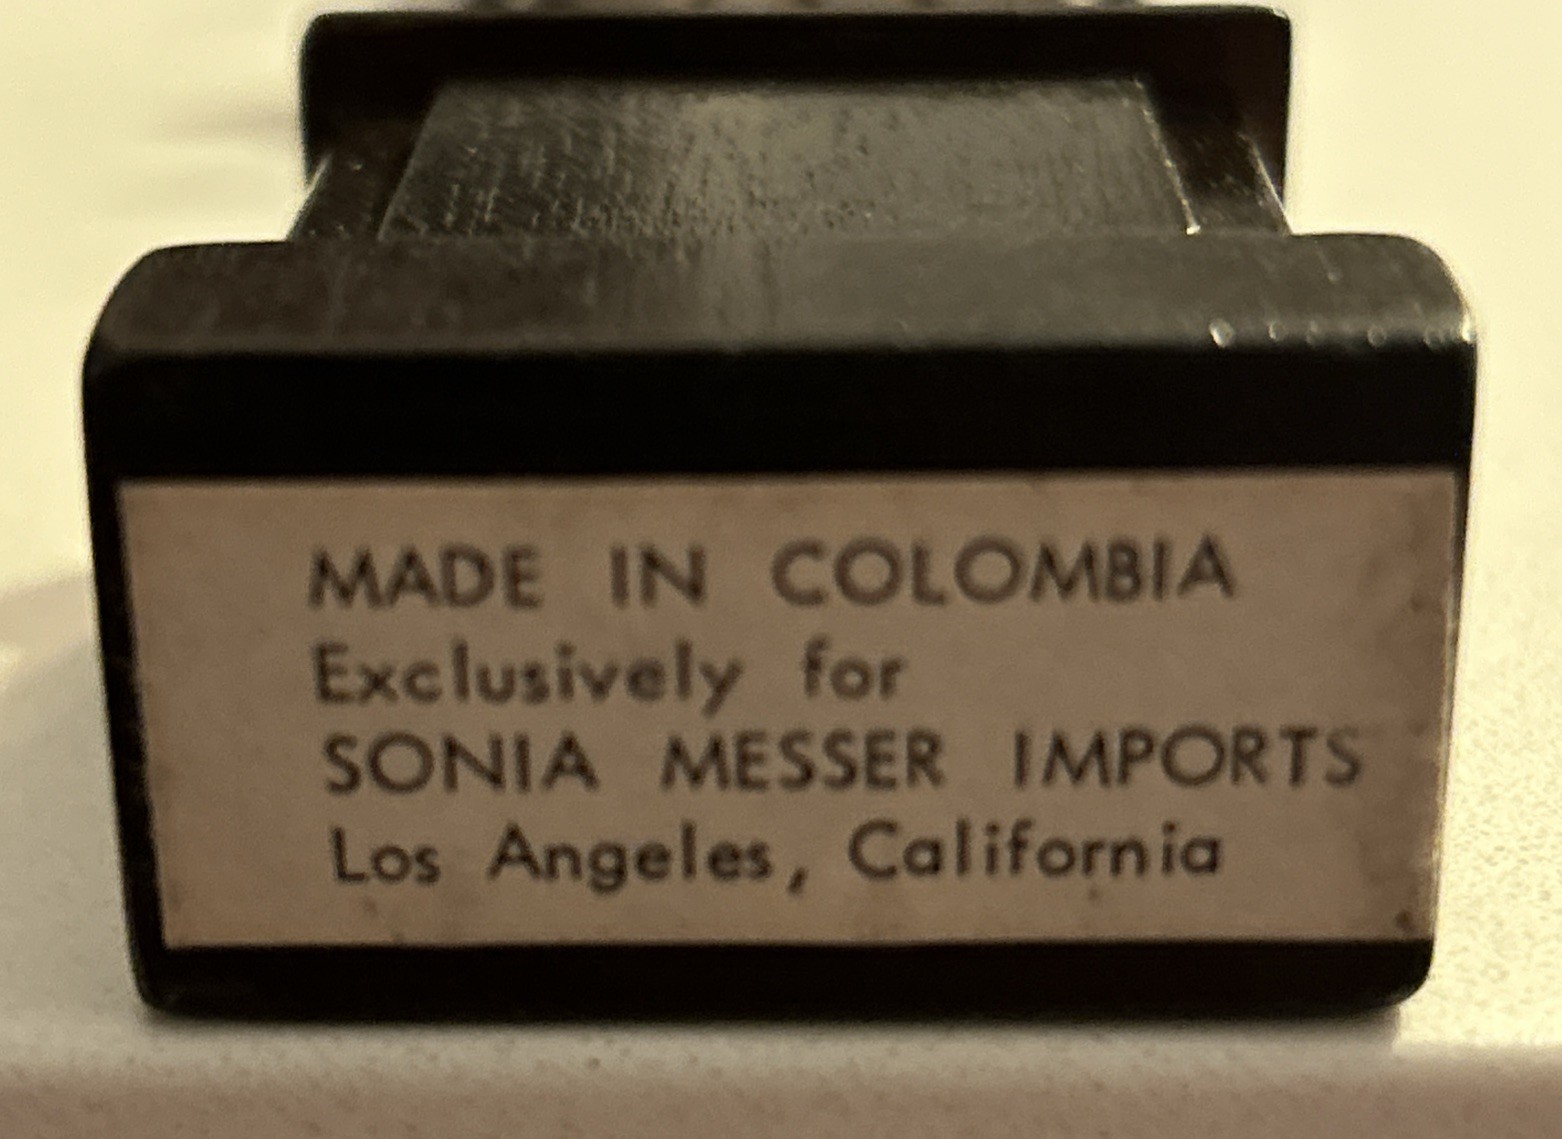 MADE IN COLOMBIA
Exclusively for
SONIA MESSER IMPORTS
Los Angeles, California